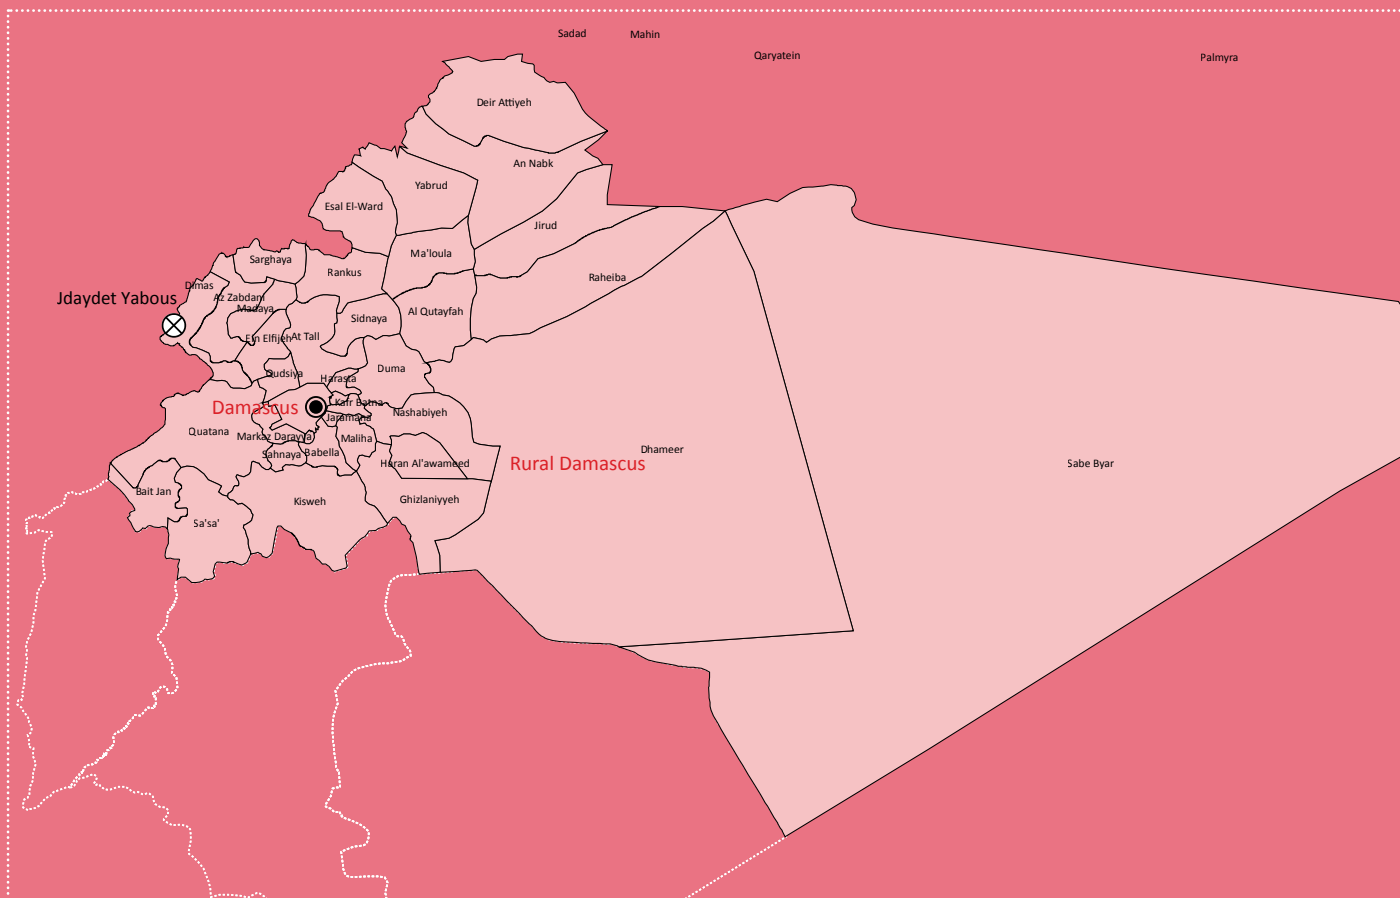 Sadad
Mahin
Qaryatein
Palmyra
Deir Attiyeh
An Nabk
Yabrud
Esal El-Ward
Jirud
Ma'loula
Sarghaya
Rankus
Raheiba
Dimas
Az Zabdani
Jdaydet Yabous
Madaya
Al Qutayfah
Sidnaya
Ein Elfijeh
At Tall
Duma
Qudsiya
Harasta
Kafr Batna
Damascus
Nashabiyeh
Jaramana
Quatana
Markaz Darayya
Maliha
Dhameer
Babella
Sahnaya
Huran Al'awameed
Rural Damascus
Sabe Byar
Bait Jan
Kisweh
Ghizlaniyyeh
Sa'sa'